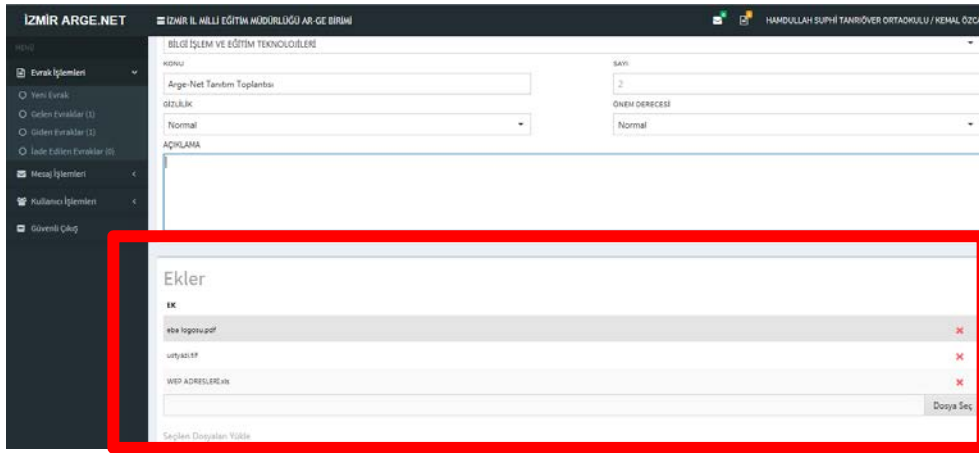 İZMİR ARGE.NET
İZMİR İL MİLLİ EĞİTİM MÜDÜRLÜĞÜ AR-GE BİRİMİ
HAMDULLAH SUPHİ TANRIÖVER ORTAOKULU / KEMAL ÖZCA
MENÜ
Evrak İşlemleri
Yeni Evrak
Gelen Evraklar (1)
Giden Evraklar (1)
İade Edilen Evraklar (0)
Mesaj İşlemleri
Kullanıcı İşlemleri
Güvenli Çıkış
BİLGİ İŞLEM VE EĞİTİM TEKNOLOJİLERİ
KONU
SAYI
Arge-Net Tanıtım Toplantısı
2
GİZLİLİK
ÖNEM DERECESİ
Normal
Normal
AÇIKLAMA
Ekler
EK
eba logosu.pdf
ustyazi.tif
WEP ADRESLERİ.xls
Dosya Seç
Seçilen Dosyaları Yükle